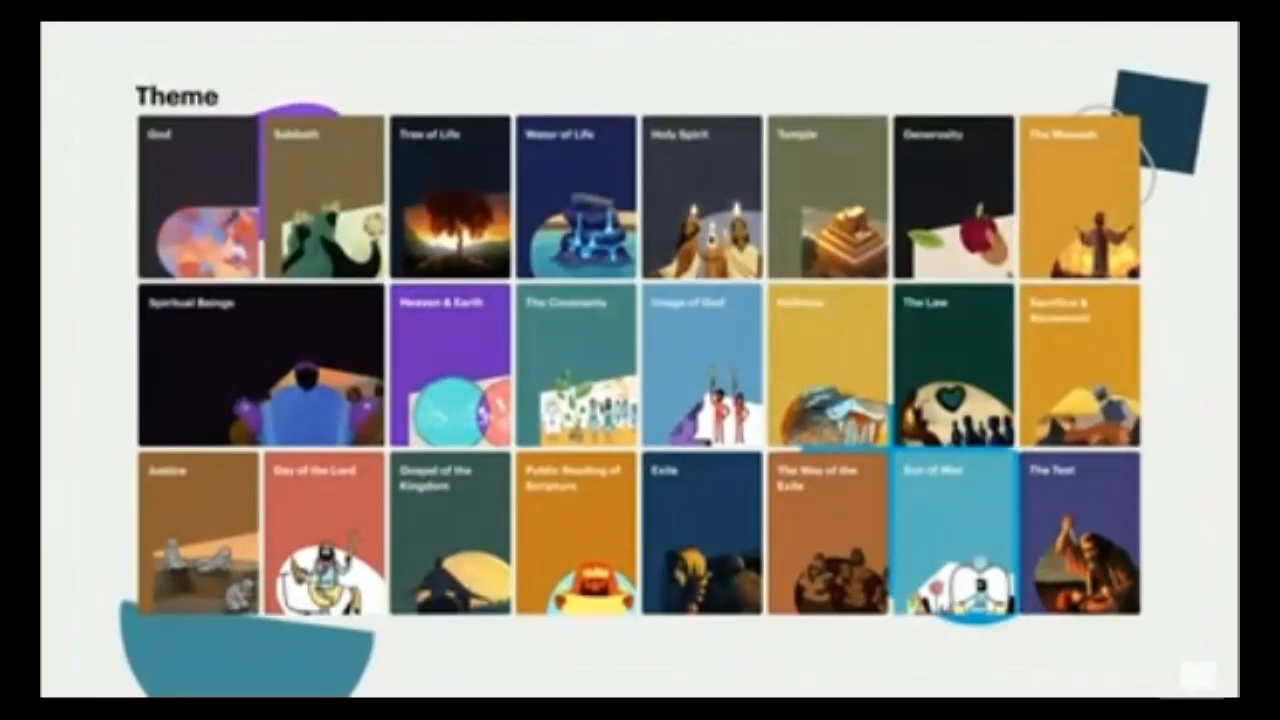 Theme
God
Sabbath
Tree of Life
Water of Life
Holy Spirit
Temple
Generosity
The Messiah
Spiritual Beings
Heaven & Earth
The Covenants
Image of God
Holiness
The Law
Sacrifice &
Atonement
Justice
Day of the Lord
Gospel of the
Kingdom
Public Reading of
Scripture
Exile
The Way of the
Exile
Son of Man
The Test